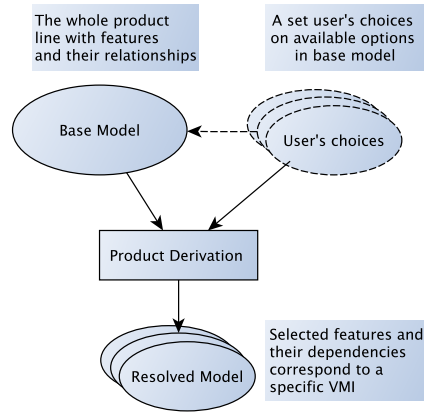 The whole product
line with features
and their relationships
A set user's choices
on available options
in base model
Base Model
User's choices
Product Derivation
Resolved Model
Selected features and
their dependencies
correspond to a
specific VMI